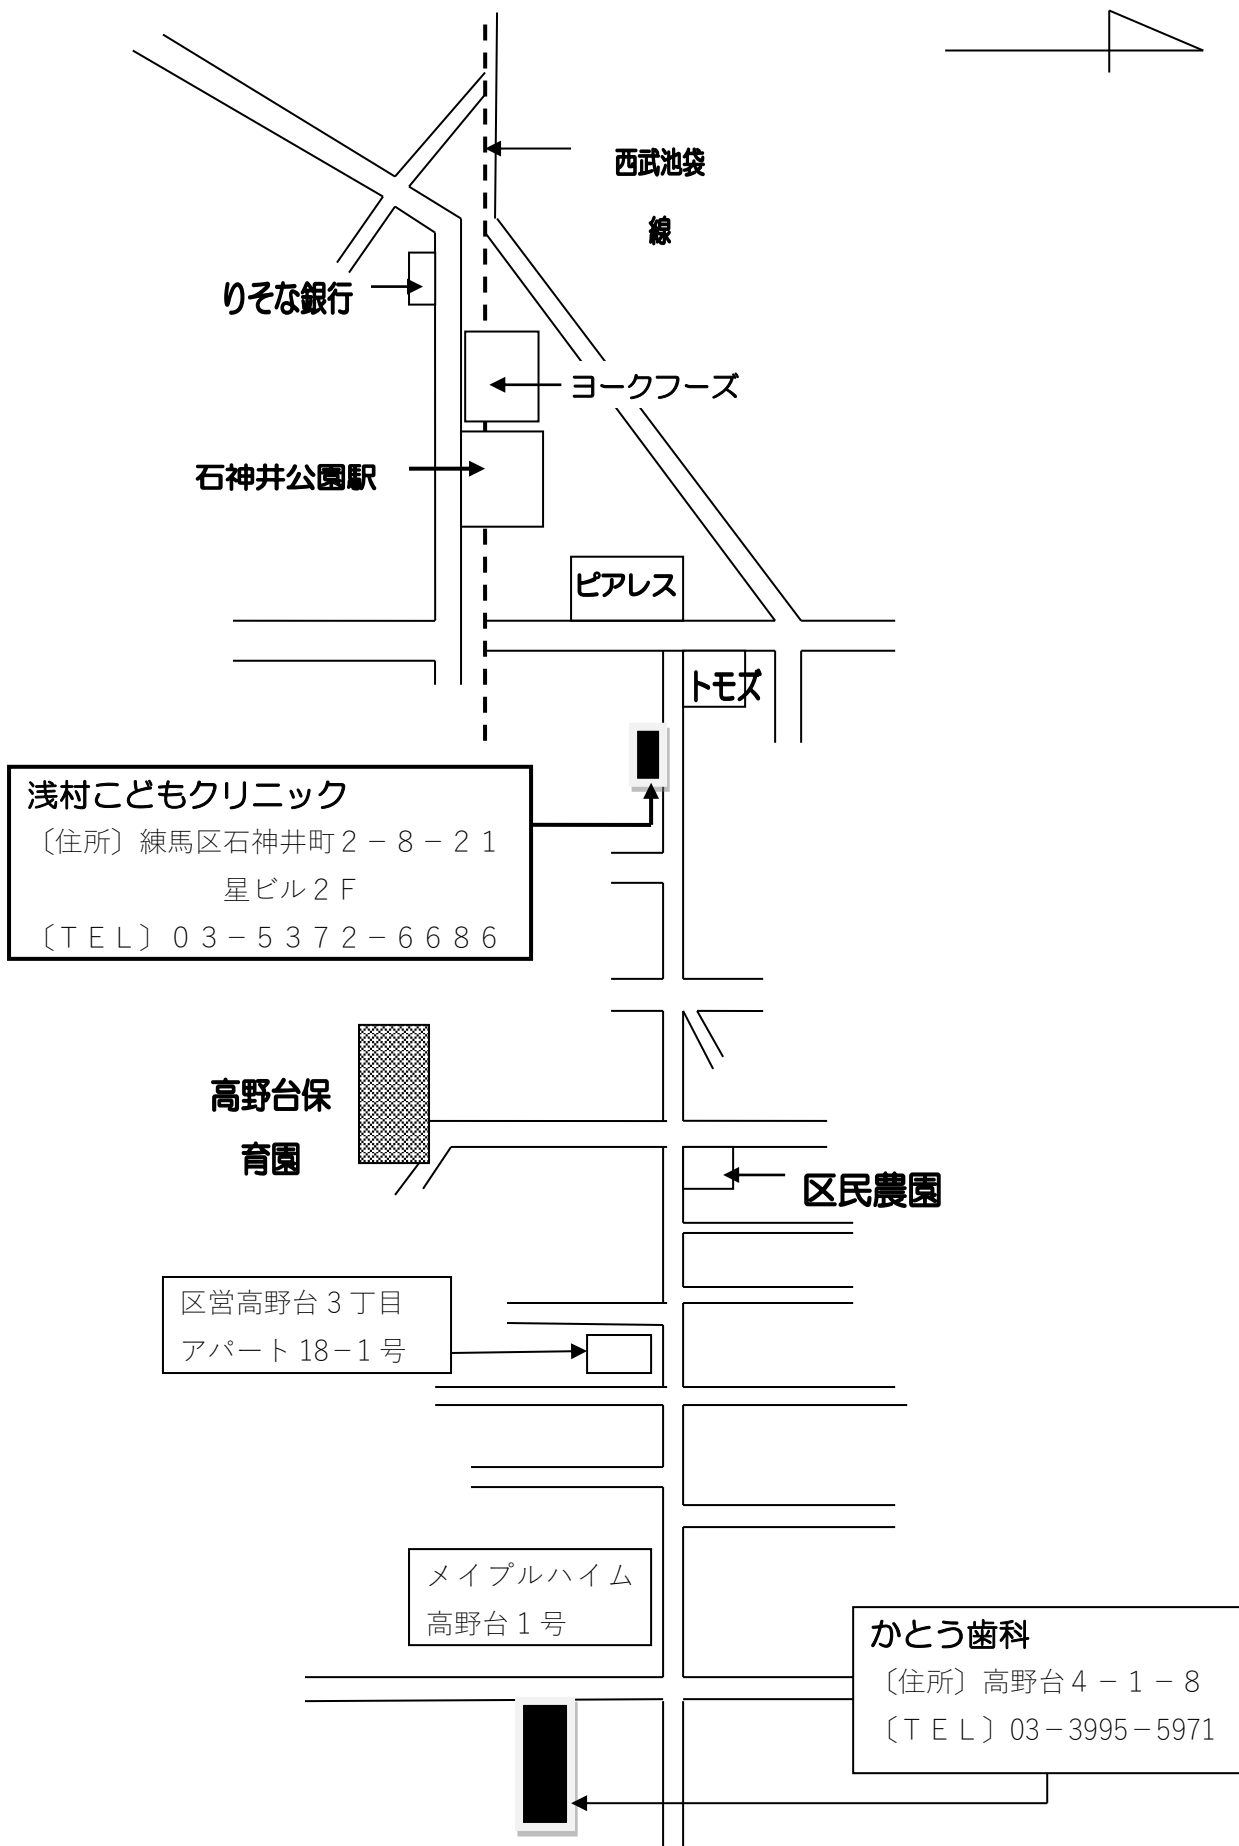 西武池袋
線
りそな銀行
ヨークフーズ
石神井公園駅
ピアレス
トモズ
浅村こどもクリニック
〔住所〕練馬区石神井町２－８－２１
星ビル２Ｆ
〔ＴＥＬ〕０３－５３７２－６６８６
高野台保
育園
区民農園
区営高野台３丁目
アパート 18－１号
メイプルハイム
高野台１号
かとう歯科
〔住所〕高野台４－１－８
〔ＴＥＬ〕03－3995－5971